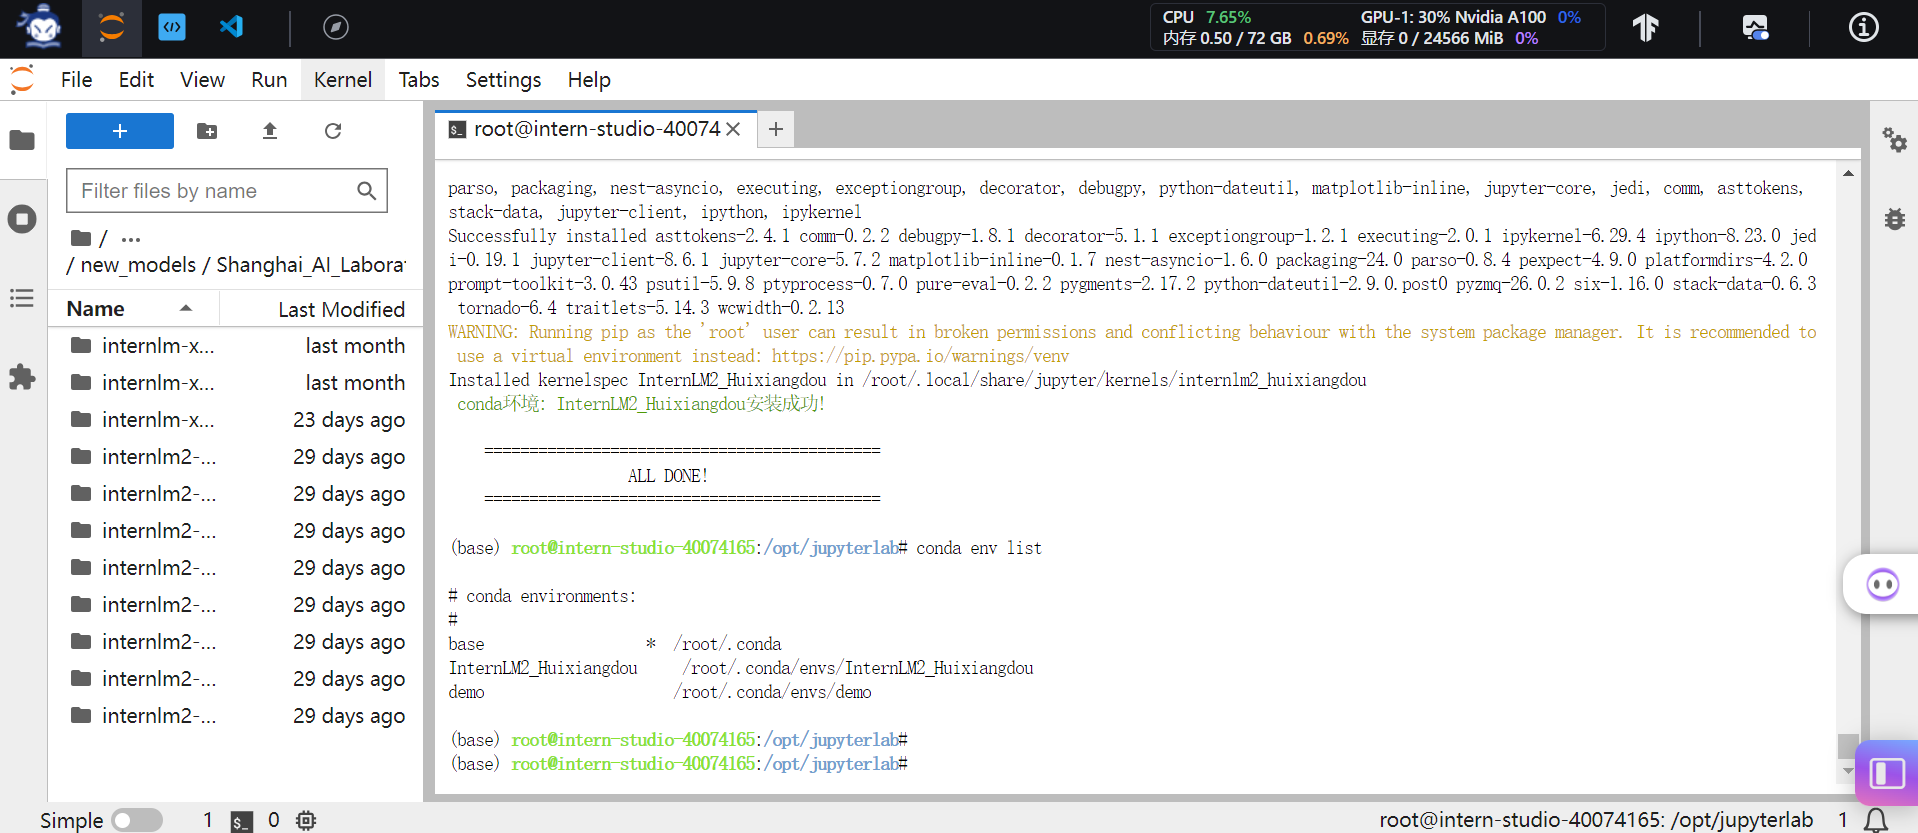 CPU 7.65% GPU-1: 30% Nvidia A100 0%
内存 0.50 / 72 GB 0.69% 显存 0 / 24566 MiB 0%
File Edit View Run Kernel Tabs Settings Help
root@intern-studio-40074
Filter files by name
/ ...
/ new_models / Shanghai_AI_Labora
Name Last Modified
internlm-x... last month
internlm-x... last month
internlm-x... 23 days ago
internlm2-... 29 days ago
internlm2-... 29 days ago
internlm2-... 29 days ago
internlm2-... 29 days ago
internlm2-... 29 days ago
internlm2-... 29 days ago
internlm2-... 29 days ago
internlm2-... 29 days ago
parso, packaging, nest-asyncio, executing, exceptiongroup, decorator, debugpy, python-dateutil, matplotlib-inline, jupyter-core, jedi, comm, asttokens,
stack-data, jupyter-client, ipython, ipykernel
Successfully installed asttokens-2.4.1 comm-0.2.2 debugpy-1.8.1 decorator-5.1.1 exceptiongroup-1.2.1 executing-2.0.1 ipykernel-6.29.4 ipython-8.23.0 jed
i-0.19.1 jupyter-client-8.6.1 jupyter-core-5.7.2 matplotlib-inline-0.1.7 nest-asyncio-1.6.0 packaging-24.0 parso-0.8.4 pexpect-4.9.0 platformdirs-4.2.0
prompt-toolkit-3.0.43 psutil-5.9.8 ptyprocess-0.7.0 pure-eval-0.2.2 pygments-2.17.2 python-dateutil-2.9.0.post0 pyzmq-26.0.2 six-1.16.0 stack-data-0.6.3
tornado-6.4 traitlets-5.14.3 wcwidth-0.2.13
WARNING: Running pip as the 'root' user can result in broken permissions and conflicting behaviour with the system package manager. It is recommended to
use a virtual environment instead: https://pip.pypa.io/warnings/venv
Installed kernelspec InternLM2_Huixiangdou in /root/.local/share/jupyter/kernels/internlm2_huixiangdou
conda环境: InternLM2_Huixiangdou安装成功!
============================================
ALL DONE!
============================================
(base) root@intern-studio-40074165:/opt/jupyterlab# conda env list
# conda environments:
#
base * /root/.conda
InternLM2_Huixiangdou /root/.conda/envs/InternLM2_Huixiangdou
demo /root/.conda/envs/demo
(base) root@intern-studio-40074165:/opt/jupyterlab#
(base) root@intern-studio-40074165:/opt/jupyterlab#
Simple 1 0 root@intern-studio-40074165: /opt/jupyterlab 1